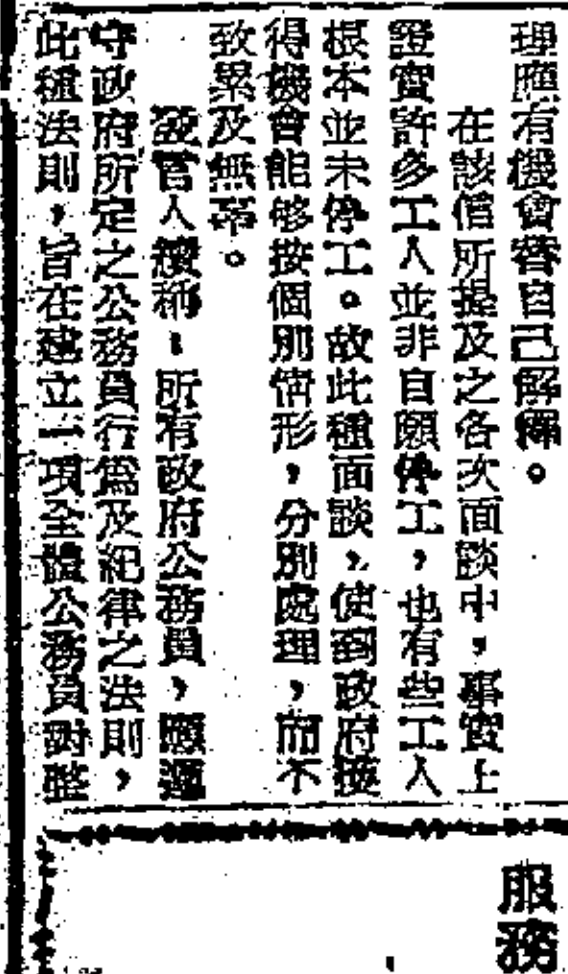 理應有機會替自己解釋。
在該信所提及之各次面談中，事實上
證實許多工人並非自願停工，也有些工人
根本並未停工。故此種面談，使到政府獲
得機會能够按個別情形，分別處理，而不
致累及無辜。
發言人續稱：所有政府公務員，應遵
守政府所定之公務員行為及紀律之法則，
此種法則，旨在建立一項全體公務員對整
服務